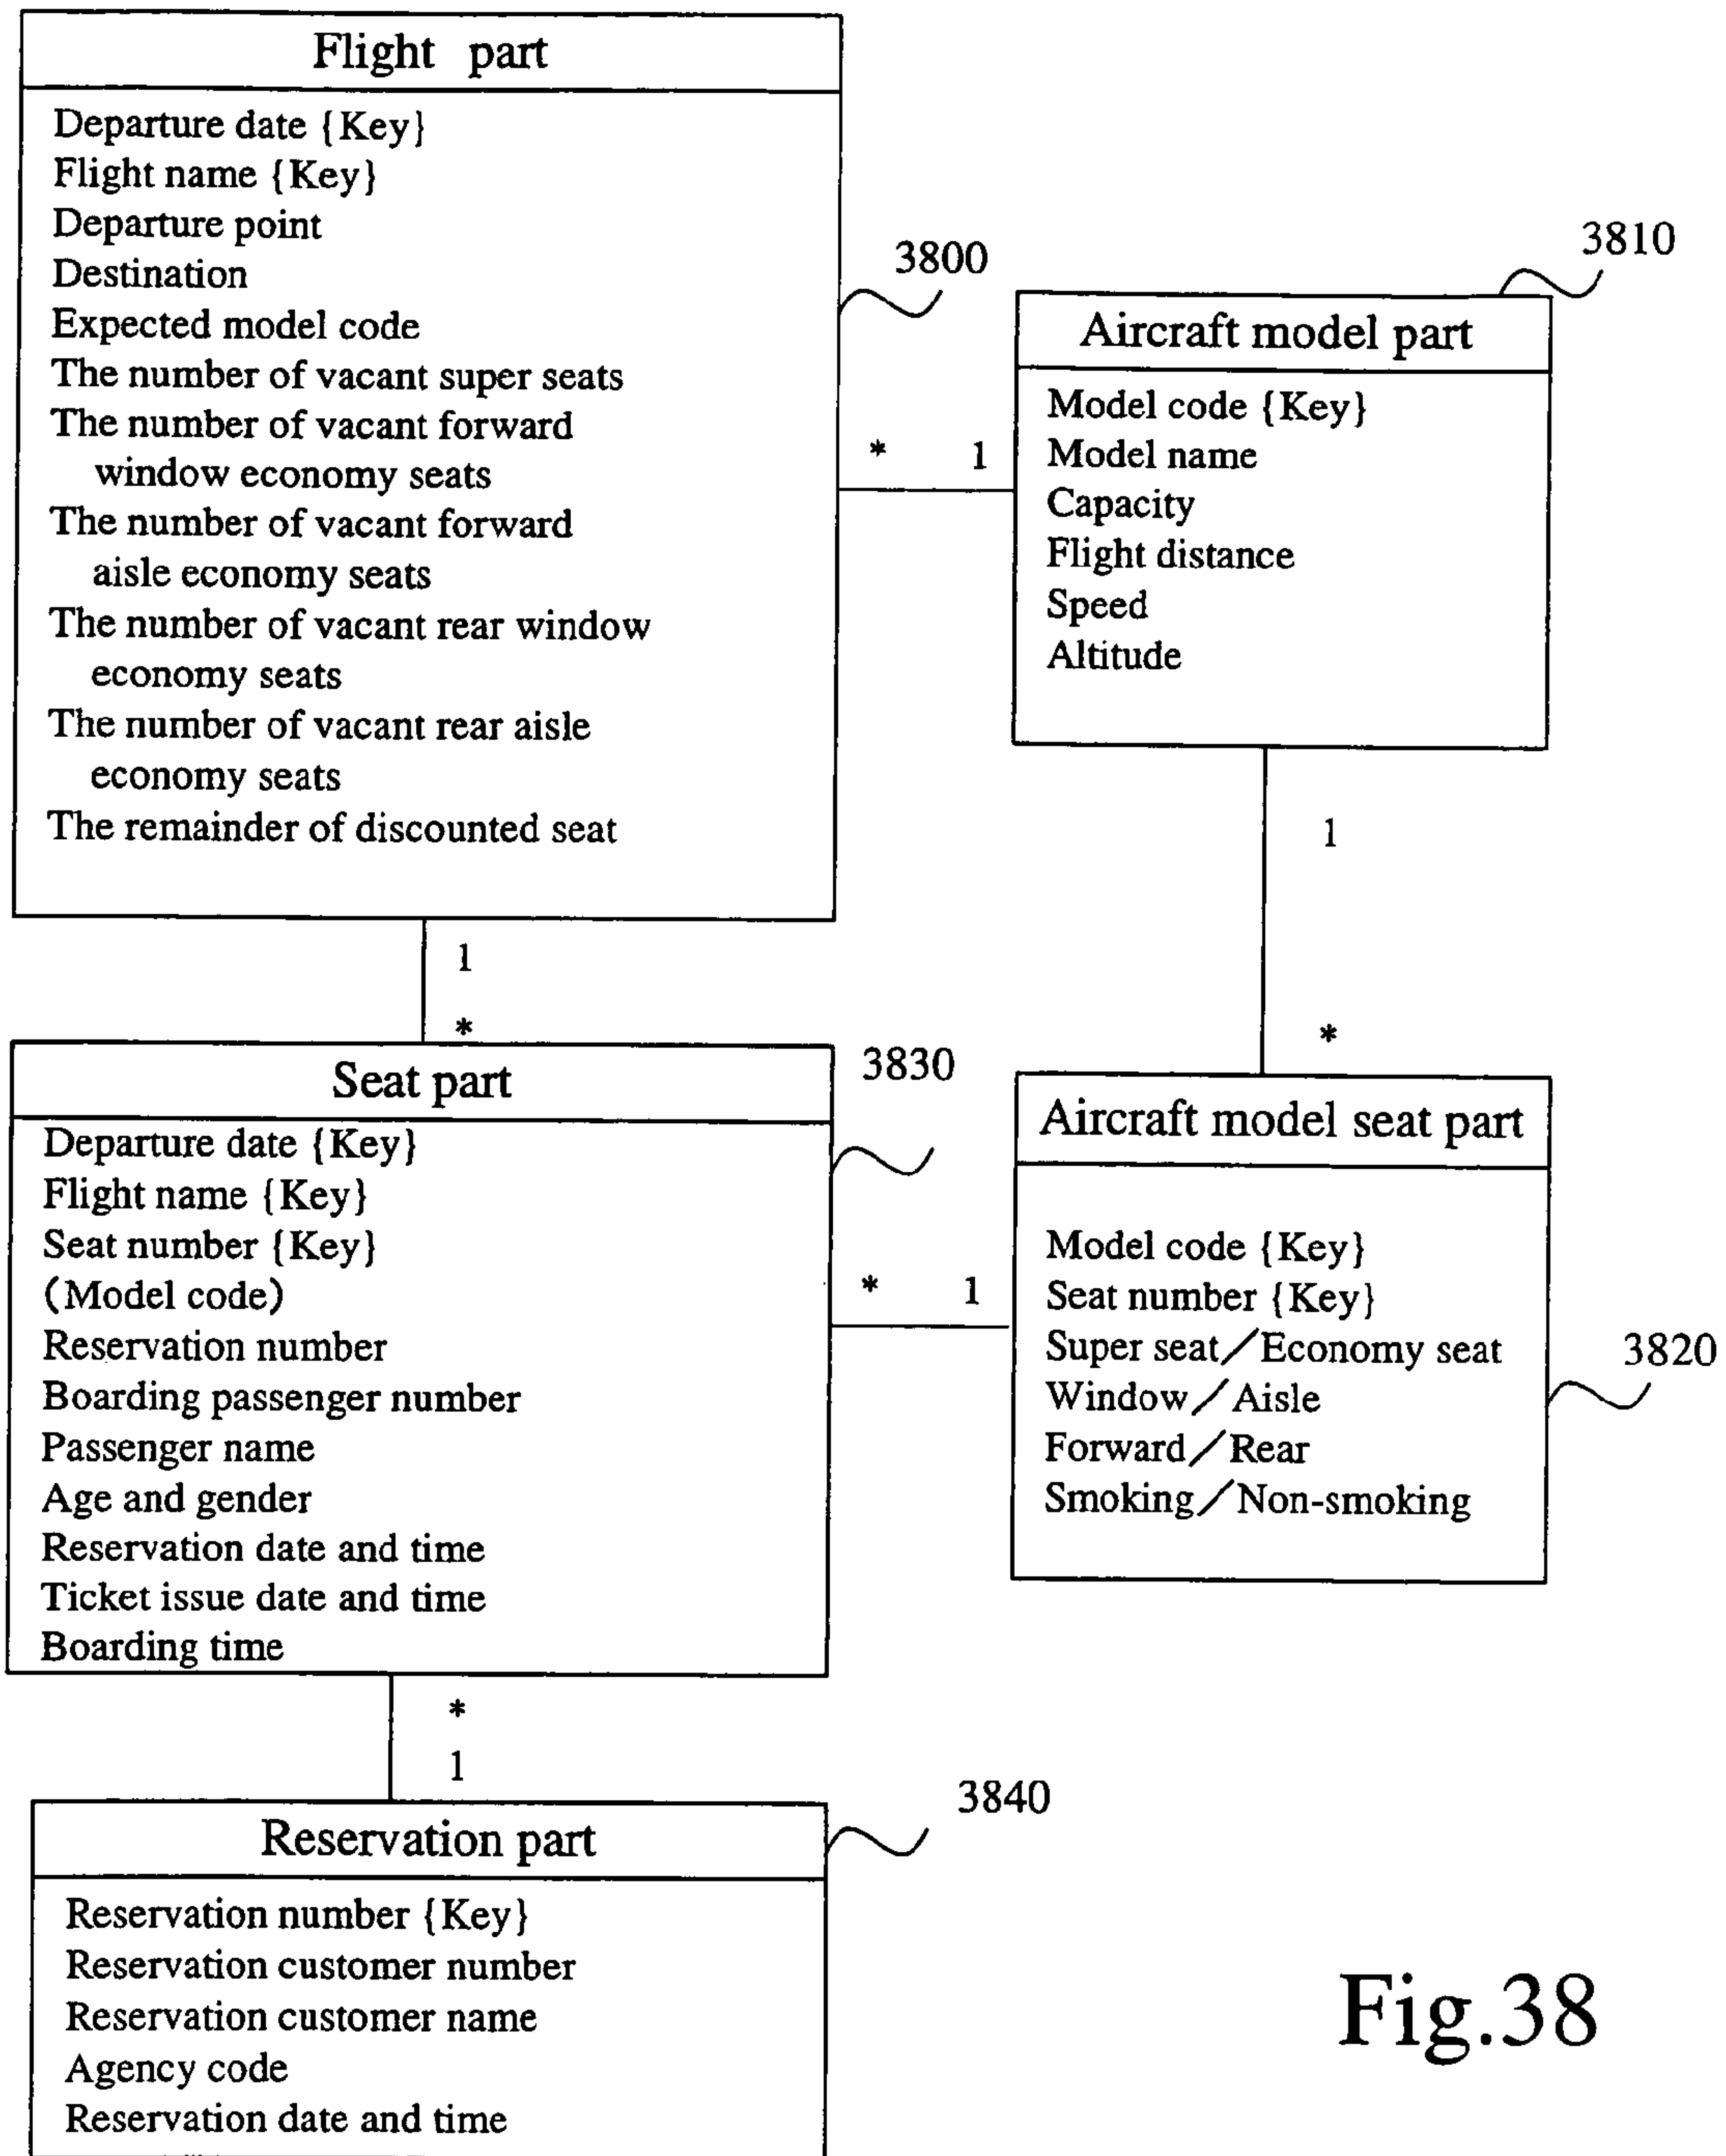 Flight part
Departure date {Key}
Flight name {Key}
Departure point
Destination
Expected model code
The number of vacant super seats
The number of vacant forward
window economy seats
The number of vacant forward
aisle economy seats
The number of vacant rear window
economy seats
The number of vacant rear aisle
economy seats
The remainder of discounted seat
3800
* 1
3810
Aircraft model part
Model code {Key}
Model name
Capacity
Flight distance
Speed
Altitude
1
*
1
*
Seat part
Departure date {Key}
Flight name {Key}
Seat number {Key}
(Model code)
Reservation number
Boarding passenger number
Passenger name
Age and gender
Reservation date and time
Ticket issue date and time
Boarding time
3830
* 1
Aircraft model seat part
Model code {Key}
Seat number {Key}
Super seat/Economy seat
Window/Aisle
Forward/Rear
Smoking/Non-smoking
3820
*
1
Reservation part
Reservation number {Key}
Reservation customer number
Reservation customer name
Agency code
Reservation date and time
3840
Fig.38